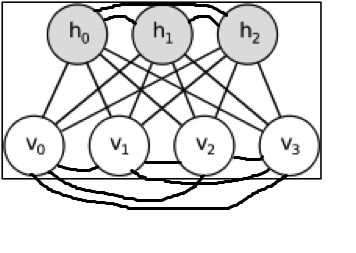 h₀ h₁ h₂
v₀ v₁ v₂ v₃